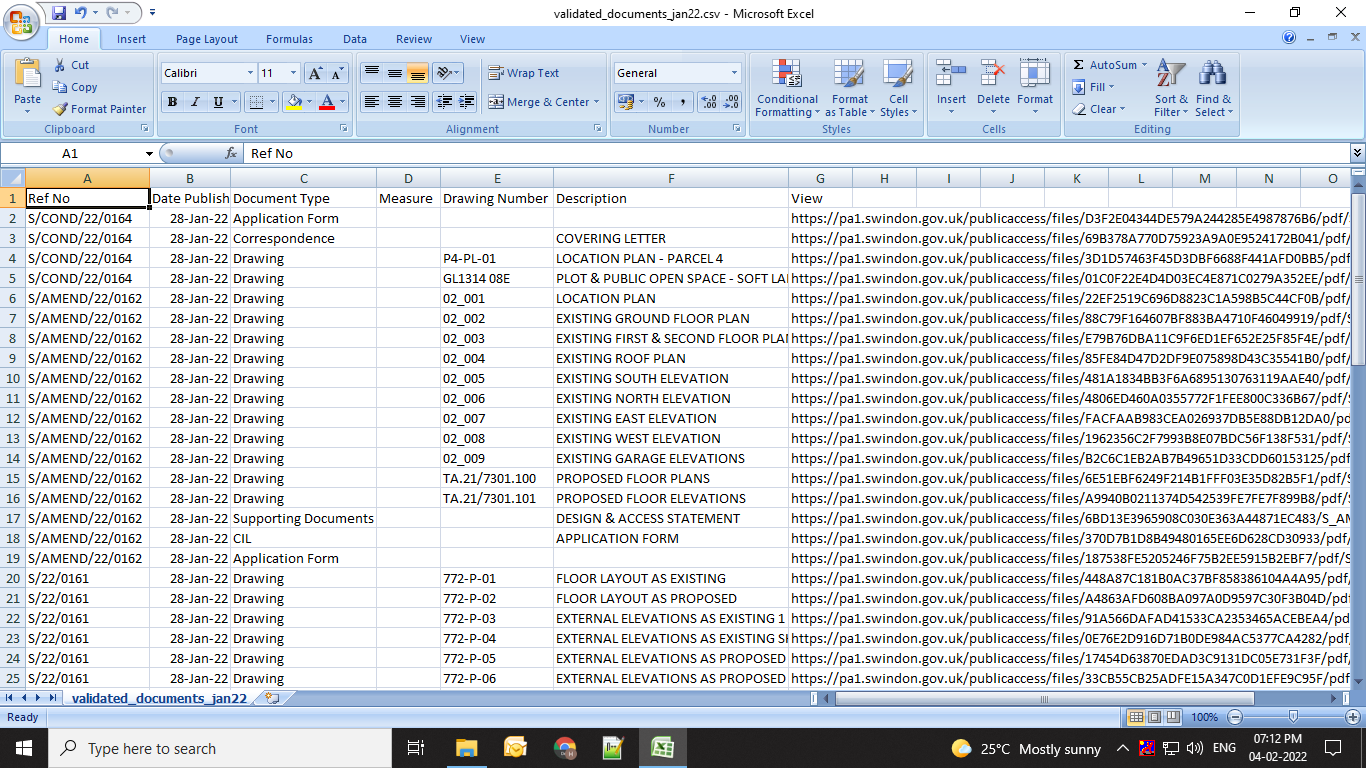 validated_documents_jan22.csv - Microsoft Excel
Home Insert Page Layout Formulas Data Review View
Paste
Cut
Copy
Format Painter
Clipboard
Calibri 11
B I U
Font
Wrap Text
Merge & Center
Alignment
General
% ,
Number
Conditional Formatting
Format as Table
Cell Styles
Styles
Insert Delete Format
Cells
Σ AutoSum
Fill
Clear
Sort & Filter
Find & Select
Editing
A1 fx Ref No
A B C D E F G H I J K L M N O
1 Ref No Date Publish Document Type Measure Drawing Number Description View
2 S/COND/22/0164 28-Jan-22 Application Form https://pa1.swindon.gov.uk/publicaccess/files/D3F2E04344DE579A244285E4987876B6/pdf/
3 S/COND/22/0164 28-Jan-22 Correspondence COVERING LETTER https://pa1.swindon.gov.uk/publicaccess/files/69B378A770D75923A9A0E9524172B041/pdf/
4 S/COND/22/0164 28-Jan-22 Drawing P4-PL-01 LOCATION PLAN - PARCEL 4 https://pa1.swindon.gov.uk/publicaccess/files/3D1D57463F45D3DBF6688F441AFD0BB5/pdf
5 S/COND/22/0164 28-Jan-22 Drawing GL1314 08E PLOT & PUBLIC OPEN SPACE - SOFT LA https://pa1.swindon.gov.uk/publicaccess/files/01C0F22E4D4D03EC4E871C0279A352EE/pdf/
6 S/AMEND/22/0162 28-Jan-22 Drawing 02_001 LOCATION PLAN https://pa1.swindon.gov.uk/publicaccess/files/22EF2519C696D8823C1A598B5C44CF0B/pdf/
7 S/AMEND/22/0162 28-Jan-22 Drawing 02_002 EXISTING GROUND FLOOR PLAN https://pa1.swindon.gov.uk/publicaccess/files/88C79F164607BF883BA4710F46049919/pdf/S
8 S/AMEND/22/0162 28-Jan-22 Drawing 02_003 EXISTING FIRST & SECOND FLOOR PLA https://pa1.swindon.gov.uk/publicaccess/files/E79B76DBA11C9F6ED1EF652E25F85F4E/pdf/
9 S/AMEND/22/0162 28-Jan-22 Drawing 02_004 EXISTING ROOF PLAN https://pa1.swindon.gov.uk/publicaccess/files/85FE84D47D2DF9E075898D43C35541B0/pdf/
10 S/AMEND/22/0162 28-Jan-22 Drawing 02_005 EXISTING SOUTH ELEVATION https://pa1.swindon.gov.uk/publicaccess/files/481A1834BB3F6A6895130763119AAE40/pdf/
11 S/AMEND/22/0162 28-Jan-22 Drawing 02_006 EXISTING NORTH ELEVATION https://pa1.swindon.gov.uk/publicaccess/files/4806ED460A0355772F1FEE800C336B67/pdf/S
12 S/AMEND/22/0162 28-Jan-22 Drawing 02_007 EXISTING EAST ELEVATION https://pa1.swindon.gov.uk/publicaccess/files/FACFAAB983CEA026937DB5E88DB12DA0/pdf
13 S/AMEND/22/0162 28-Jan-22 Drawing 02_008 EXISTING WEST ELEVATION https://pa1.swindon.gov.uk/publicaccess/files/1962356C2F7993B8E07BDC56F138F531/pdf/S
14 S/AMEND/22/0162 28-Jan-22 Drawing 02_009 EXISTING GARAGE ELEVATIONS https://pa1.swindon.gov.uk/publicaccess/files/B2C6C1EB2AB7B49651D33CDD60153125/pdf
15 S/AMEND/22/0162 28-Jan-22 Drawing TA.21/7301.100 PROPOSED FLOOR PLANS https://pa1.swindon.gov.uk/publicaccess/files/6E51EBF6249F214B1FFF03E35D82B5F1/pdf/S
16 S/AMEND/22/0162 28-Jan-22 Drawing TA.21/7301.101 PROPOSED FLOOR ELEVATIONS https://pa1.swindon.gov.uk/publicaccess/files/A9940B0211374D542539FE7FE7F899B8/pdf/S
17 S/AMEND/22/0162 28-Jan-22 Supporting Documents DESIGN & ACCESS STATEMENT https://pa1.swindon.gov.uk/publicaccess/files/6BD13E3965908C030E363A44871EC483/S_AM
18 S/AMEND/22/0162 28-Jan-22 CIL APPLICATION FORM https://pa1.swindon.gov.uk/publicaccess/files/370D7B1D8B49480165EE6D628CD30933/pdf/
19 S/AMEND/22/0162 28-Jan-22 Application Form https://pa1.swindon.gov.uk/publicaccess/files/187538FE5205246F75B2EE5915B2EBF7/pdf/S
20 S/22/0161 28-Jan-22 Drawing 772-P-01 FLOOR LAYOUT AS EXISTING https://pa1.swindon.gov.uk/publicaccess/files/448A87C181B0AC37BF858386104A4A95/pdf/
21 S/22/0161 28-Jan-22 Drawing 772-P-02 FLOOR LAYOUT AS PROPOSED https://pa1.swindon.gov.uk/publicaccess/files/A4863AFD608BA097A0D9597C30F3B04D/pdf/
22 S/22/0161 28-Jan-22 Drawing 772-P-03 EXTERNAL ELEVATIONS AS EXISTING 1 https://pa1.swindon.gov.uk/publicaccess/files/91A566DAFAD41533CA2353465ACEBEA4/pdf
23 S/22/0161 28-Jan-22 Drawing 772-P-04 EXTERNAL ELEVATIONS AS EXISTING SH https://pa1.swindon.gov.uk/publicaccess/files/0E76E2D916D71B0DE984AC5377CA4282/pdf
24 S/22/0161 28-Jan-22 Drawing 772-P-05 EXTERNAL ELEVATIONS AS PROPOSED https://pa1.swindon.gov.uk/publicaccess/files/17454D63870EDAD3C9131DC05E731F3F/pdf/
25 S/22/0161 28-Jan-22 Drawing 772-P-06 EXTERNAL ELEVATIONS AS PROPOSED https://pa1.swindon.gov.uk/publicaccess/files/33CB55CB25ADFE15A347C0D1EFE9C95F/pdf
validated_documents_jan22
Ready 100%
Type here to search
25°C Mostly sunny
ENG
07:12 PM
04-02-2022